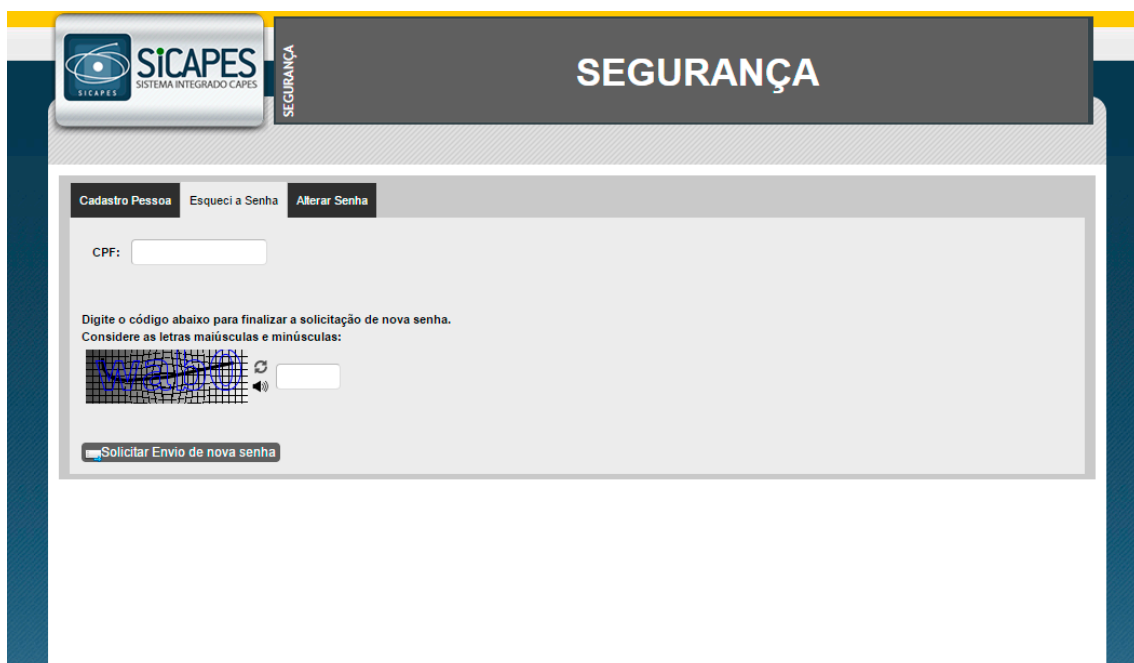 SiCAPES
SISTEMA INTEGRADO CAPES
SICAPES
SEGURANÇA
SEGURANÇA
Cadastro Pessoa
Esqueci a Senha
Alterar Senha
CPF:
Digite o código abaixo para finalizar a solicitação de nova senha.
Considere as letras maiúsculas e minúsculas:
Solicitar Envio de nova senha